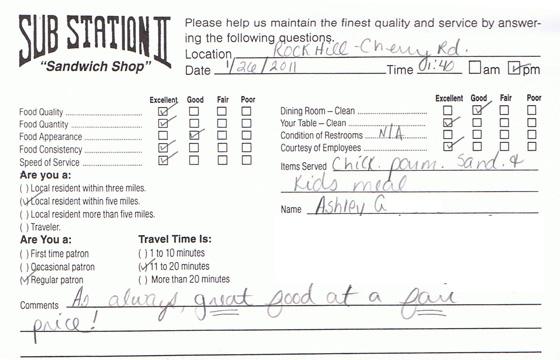 SUB STATION II
"Sandwich Shop"
Please help us maintain the finest quality and service by answer-
ing the following questions.
Location Rock Hill - Cherry Rd.
Date 1/26/2011 Time 01:40 am pm
Excellent Good Fair Poor
Food Quality
Food Quantity
Food Appearance
Food Consistency
Speed of Service
Are you a:
( ) Local resident within three miles.
( ) Local resident within five miles.
( ) Local resident more than five miles.
( ) Traveler.
Are You a:
( ) First time patron
( ) Occasional patron
( ) Regular patron
Travel Time Is:
( ) 1 to 10 minutes
( ) 11 to 20 minutes
( ) More than 20 minutes
Excellent Good Fair Poor
Dining Room – Clean
Your Table – Clean
Condition of Restrooms N/A
Courtesy of Employees
Items Served Chick. parm. Sand. &
Kids meal
Name Ashley G
Comments As always, great food at a fair
price!